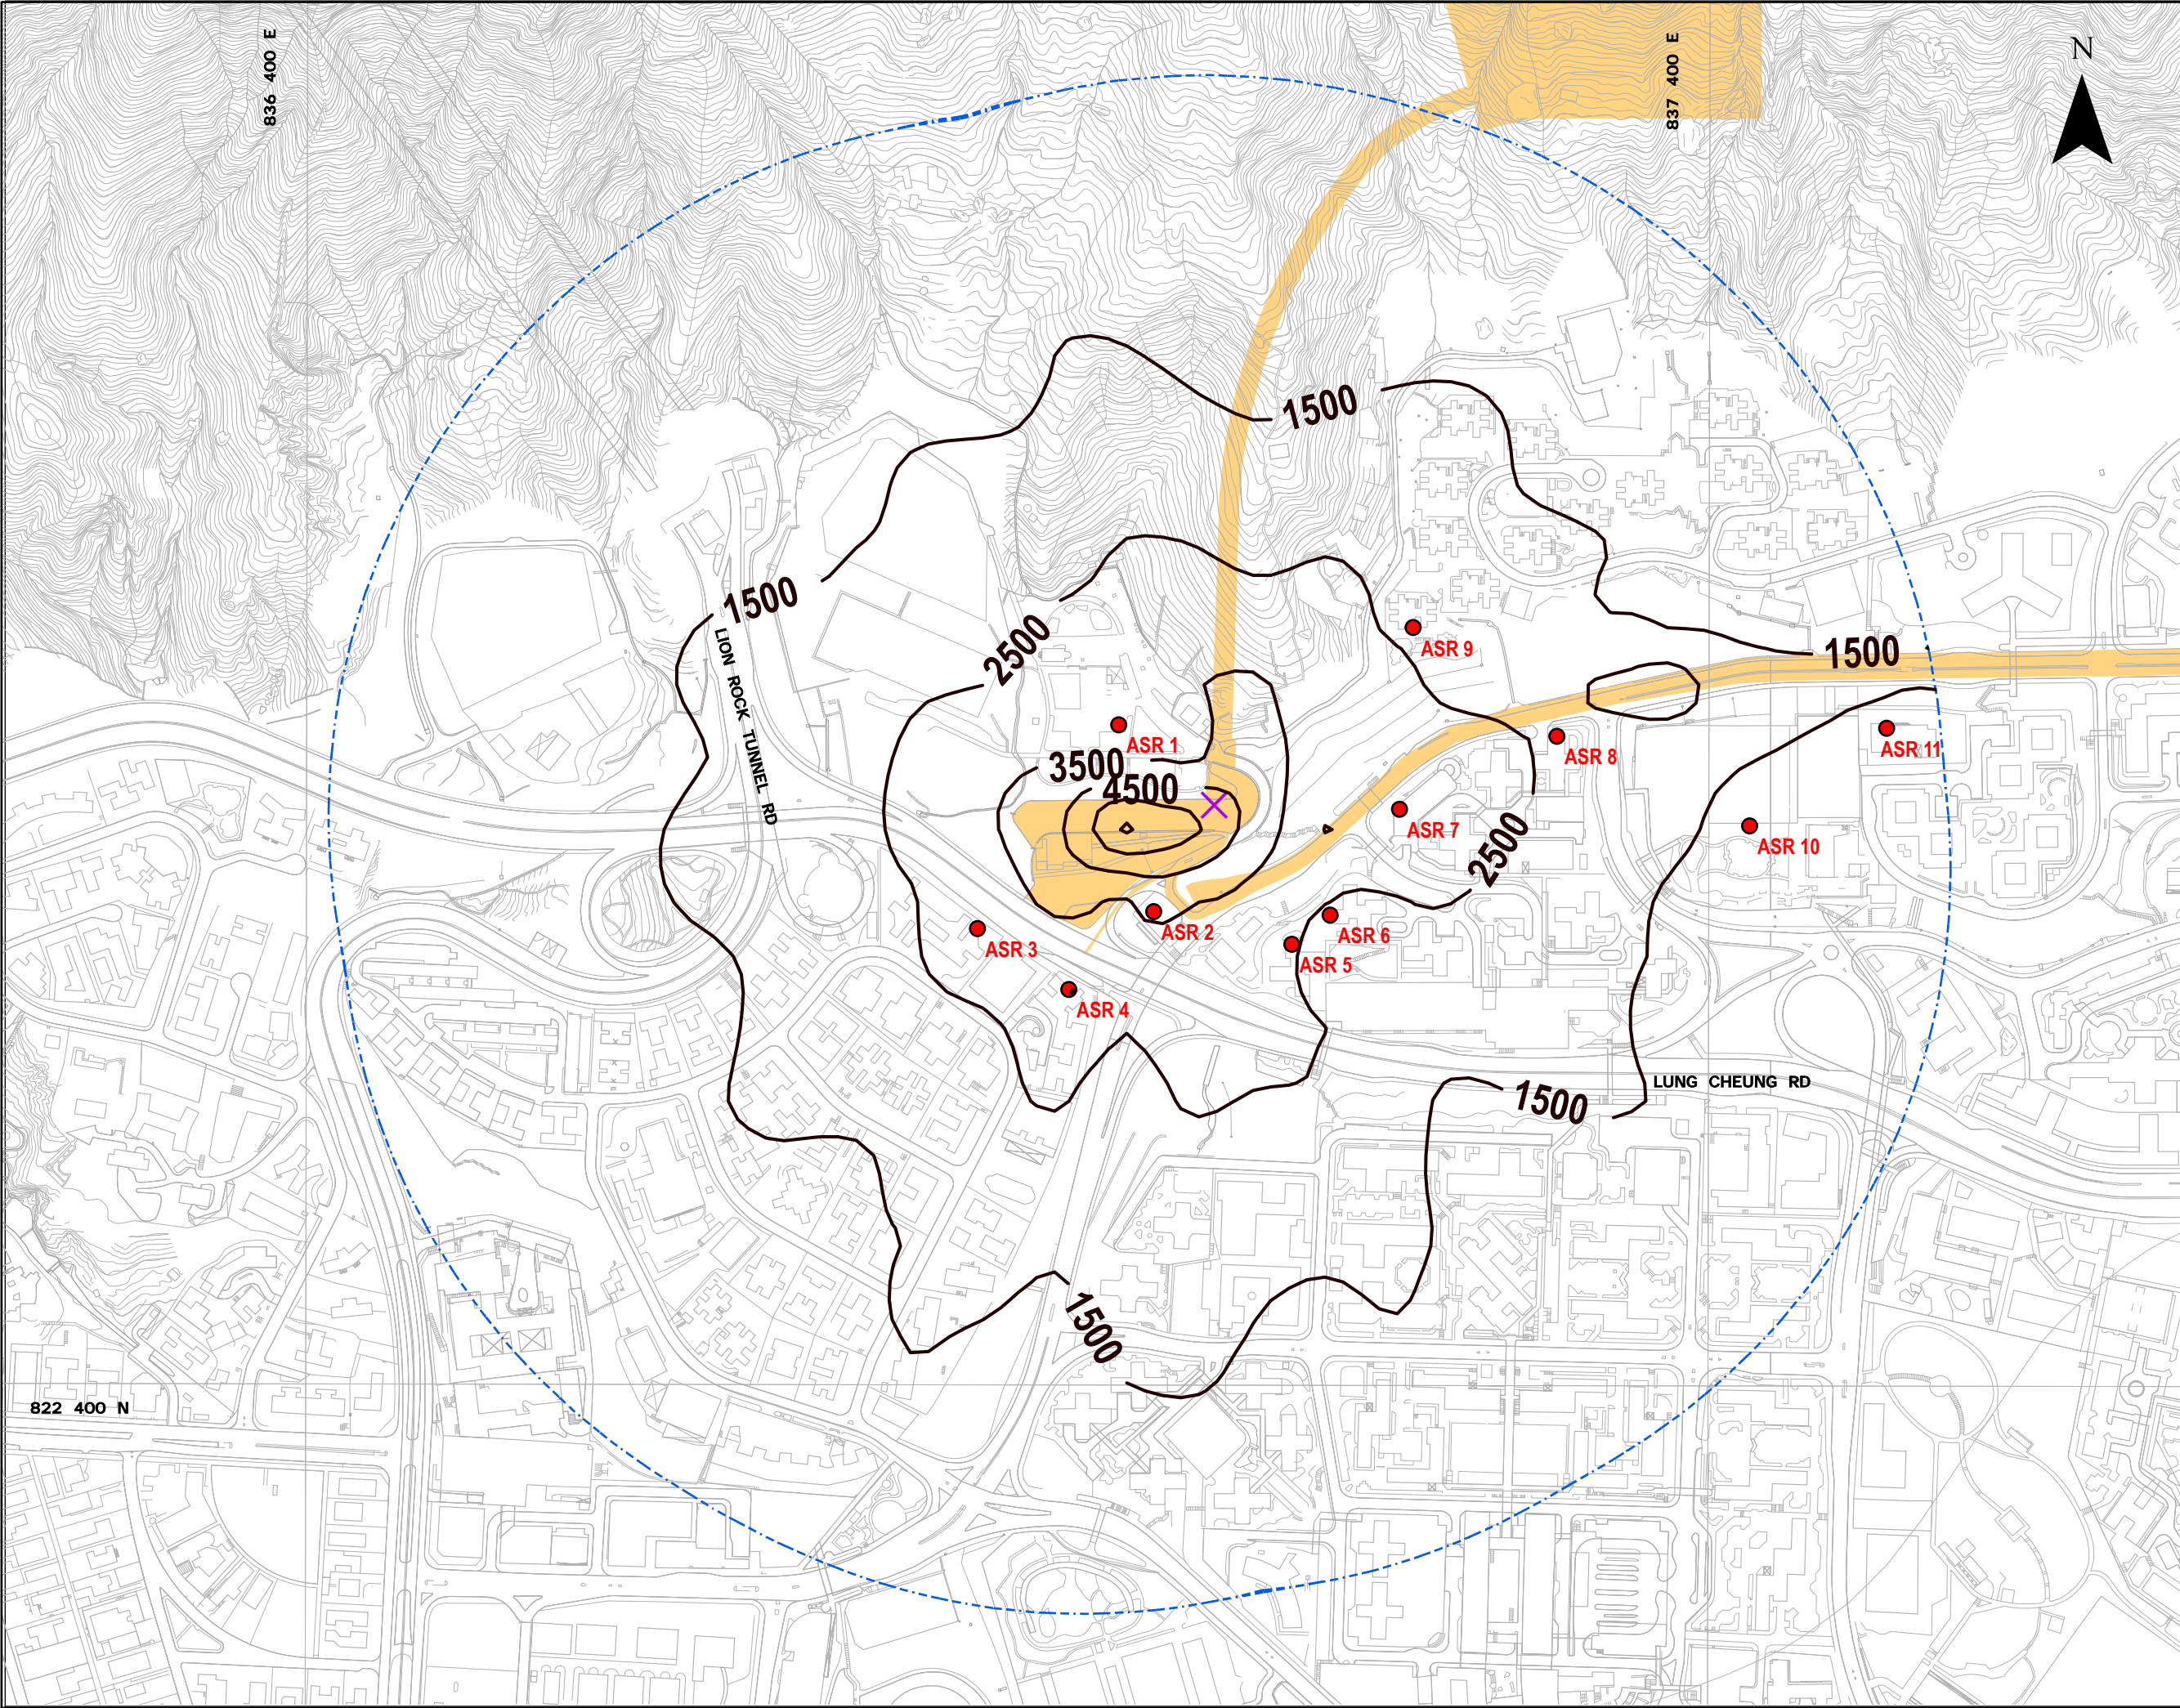 836 400 E
837 400 E
N
1500
1500
2500
LION ROCK TUNNEL RD
1500
ASR 9
ASR 1
3500
4500
ASR 8
ASR 11
ASR 7
ASR 10
2500
ASR 2
ASR 3
ASR 6
ASR 5
ASR 4
LUNG CHEUNG RD
1500
1500
822 400 N